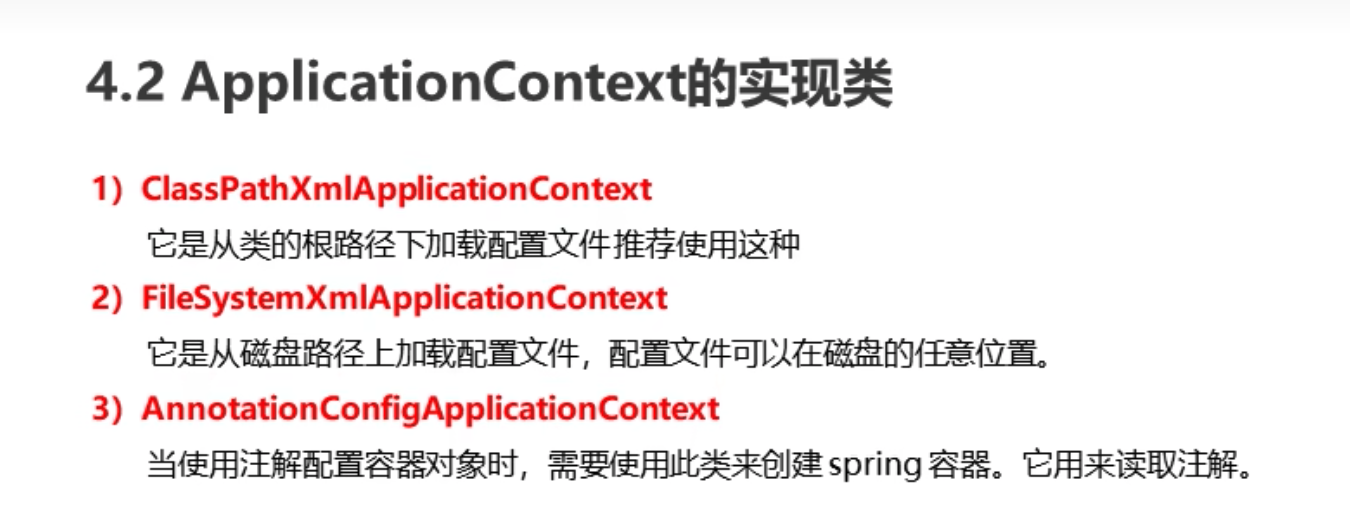 4.2 ApplicationContext的实现类
1）ClassPathXmlApplicationContext
它是从类的根路径下加载配置文件推荐使用这种
2）FileSystemXmlApplicationContext
它是从磁盘路径上加载配置文件，配置文件可以在磁盘的任意位置。
3）AnnotationConfigApplicationContext
当使用注解配置容器对象时，需要使用此类来创建 spring 容器。它用来读取注解。